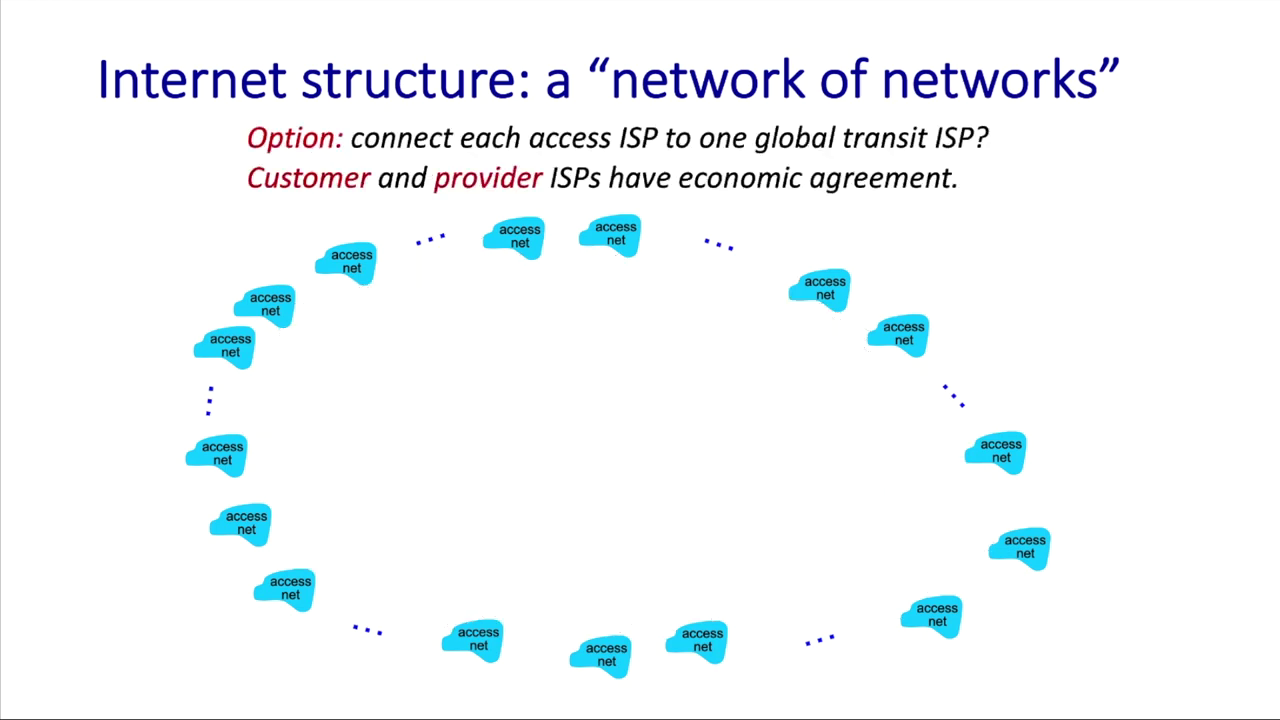 Internet structure: a “network of networks”
Option: connect each access ISP to one global transit ISP?
Customer and provider ISPs have economic agreement.
access
net
access
net
access
net
access
net
access
net
access
net
access
net
access
net
access
net
access
net
access
net
access
net
access
net
access
net
access
net
access
net
access
net